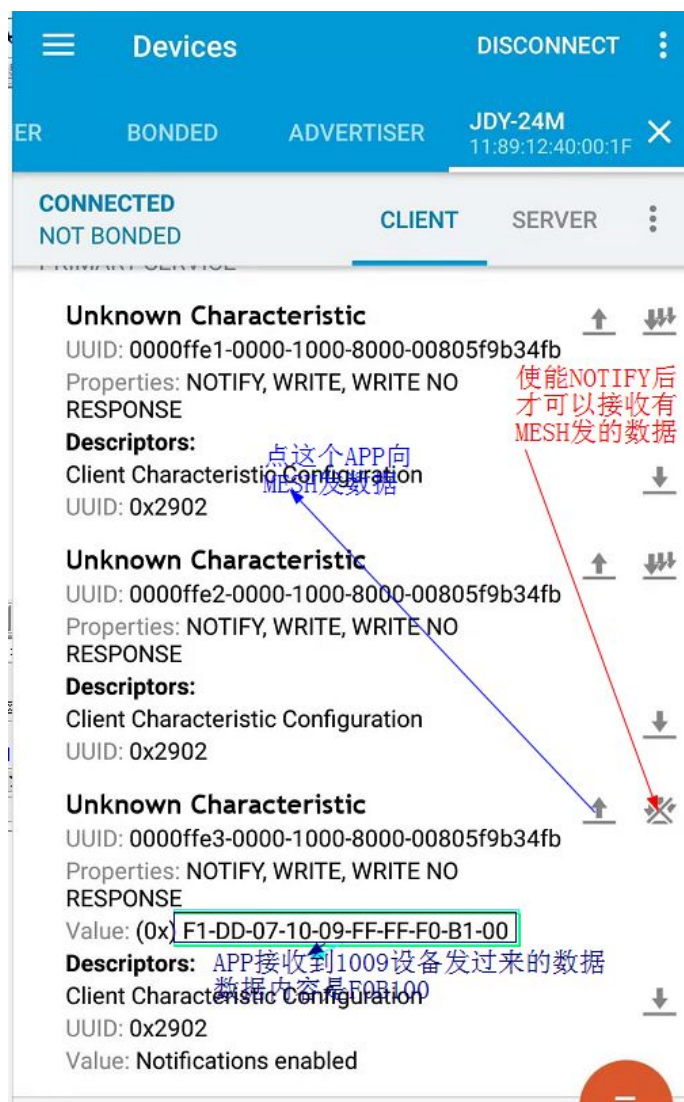 Devices
DISCONNECT
ER
BONDED
ADVERTISER
JDY-24M
11:89:12:40:00:1F
CONNECTED
NOT BONDED
CLIENT
SERVER
PRIMARY SERVICE
Unknown Characteristic
UUID: 0000ffe1-0000-1000-8000-00805f9b34fb
Properties: NOTIFY, WRITE, WRITE NO
RESPONSE
使能NOTIFY后
才可以接收有
MESH发的数据
Descriptors:
点这个APP向
MESH发数据
Client Characteristic Configuration
UUID: 0x2902
Unknown Characteristic
UUID: 0000ffe2-0000-1000-8000-00805f9b34fb
Properties: NOTIFY, WRITE, WRITE NO
RESPONSE
Descriptors:
Client Characteristic Configuration
UUID: 0x2902
Unknown Characteristic
UUID: 0000ffe3-0000-1000-8000-00805f9b34fb
Properties: NOTIFY, WRITE, WRITE NO
RESPONSE
Value: (0x) F1-DD-07-10-09-FF-FF-F0-B1-00
Descriptors:
APP接收到1009设备发过来的数据
数据内容是F0B100
Client Characteristic Configuration
UUID: 0x2902
Value: Notifications enabled